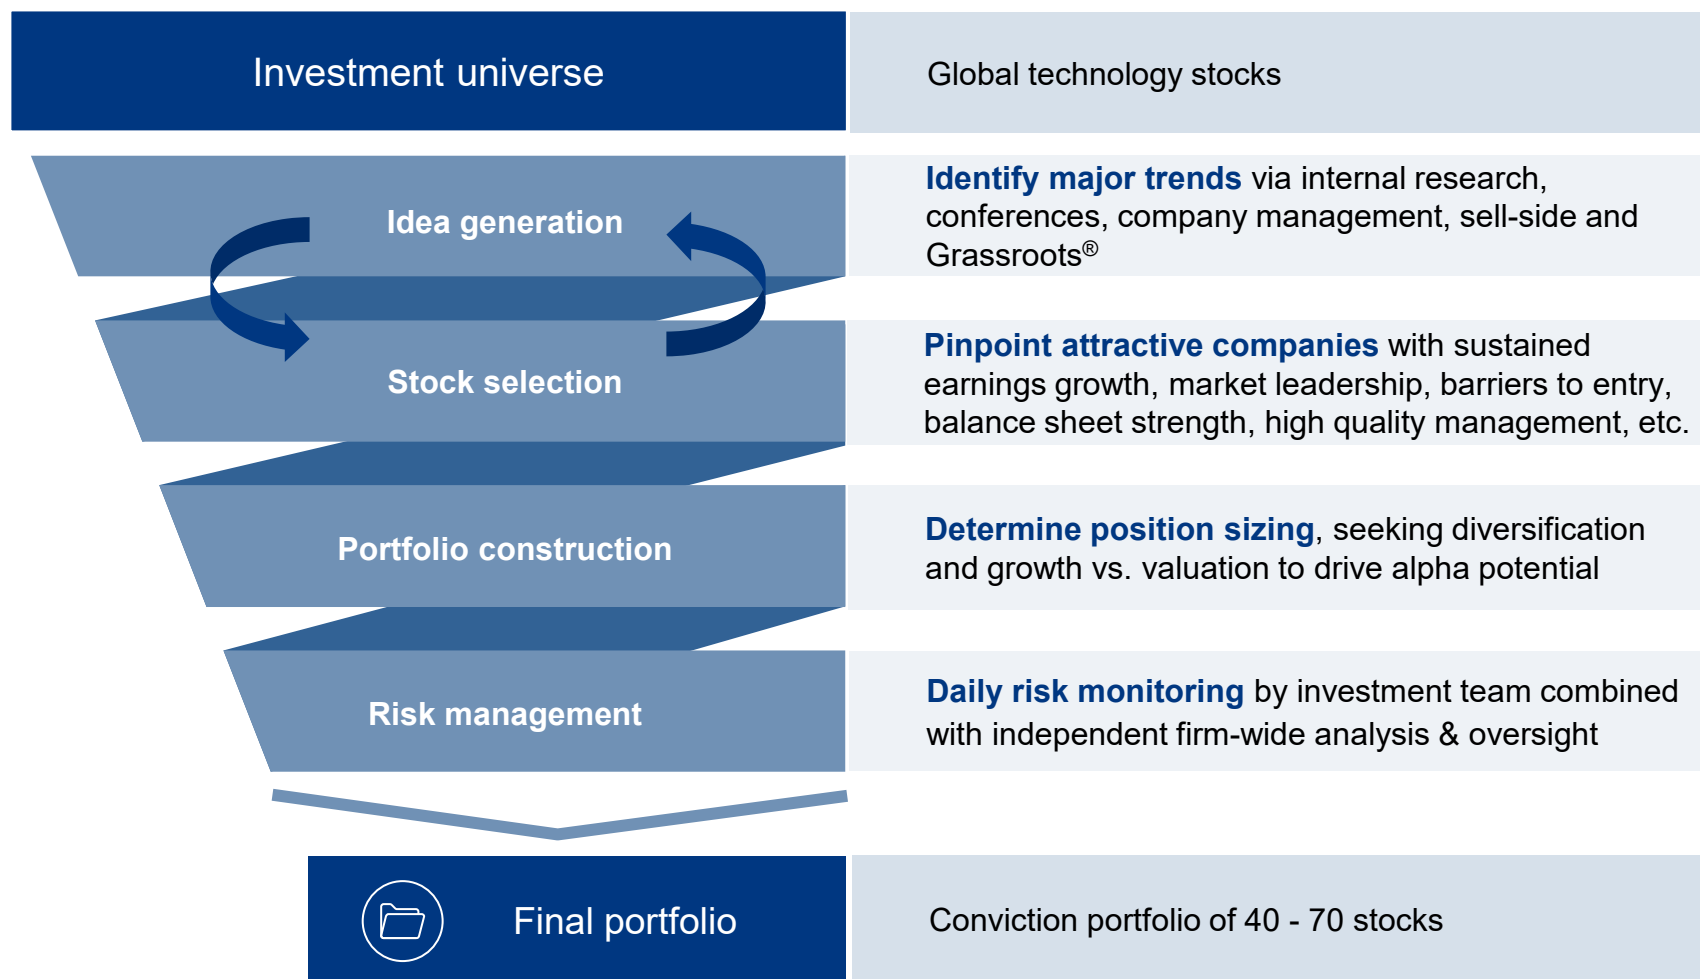 Investment universe
Global technology stocks
Idea generation
Identify major trends via internal research,
conferences, company management, sell-side and
Grassroots®
Stock selection
Pinpoint attractive companies with sustained
earnings growth, market leadership, barriers to entry,
balance sheet strength, high quality management, etc.
Portfolio construction
Determine position sizing, seeking diversification
and growth vs. valuation to drive alpha potential
Risk management
Daily risk monitoring by investment team combined
with independent firm-wide analysis & oversight
Final portfolio
Conviction portfolio of 40 - 70 stocks